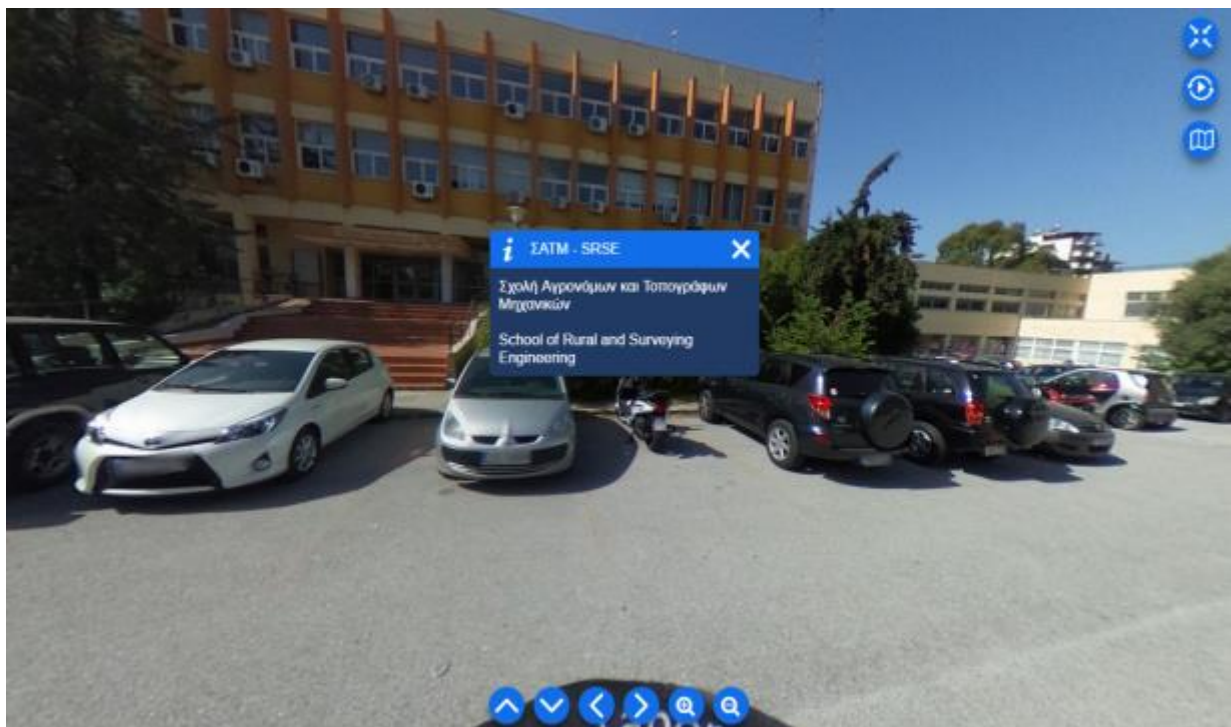 ΣΑΤΜ - SRSE
Σχολή Αγρονόμων και Τοπογράφων
Μηχανικών
School of Rural and Surveying
Engineering